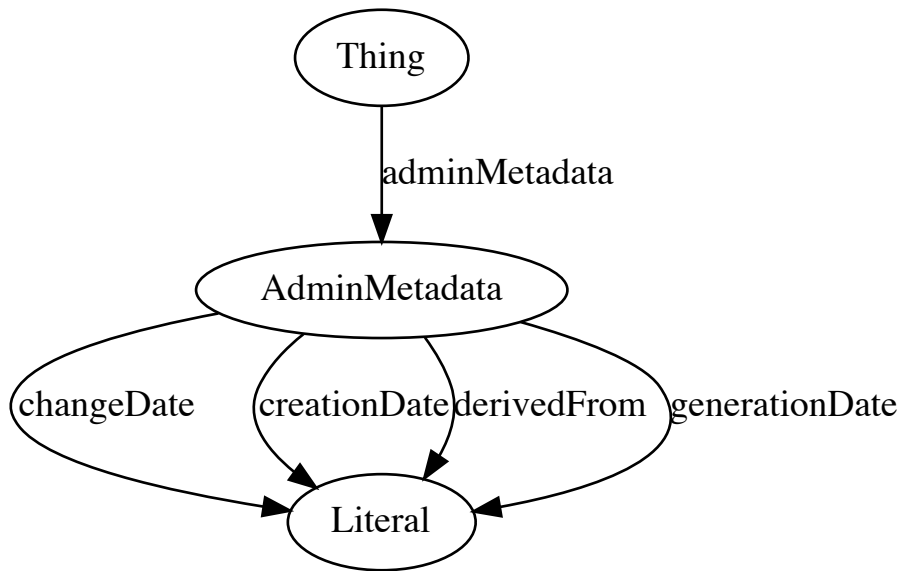 Thing
adminMetadata
AdminMetadata
changeDate creationDate derivedFrom generationDate
Literal